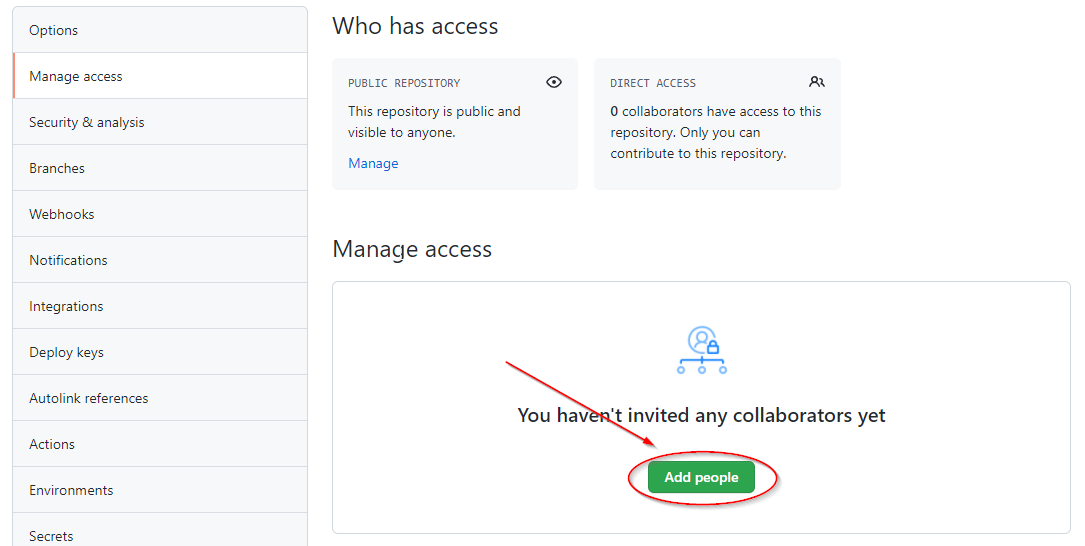 Options
Manage access
Security & analysis
Branches
Webhooks
Notifications
Integrations
Deploy keys
Autolink references
Actions
Environments
Secrets
Who has access
PUBLIC REPOSITORY
This repository is public and
visible to anyone.
Manage
DIRECT ACCESS
0 collaborators have access to this
repository. Only you can
contribute to this repository.
Manage access
You haven't invited any collaborators yet
Add people